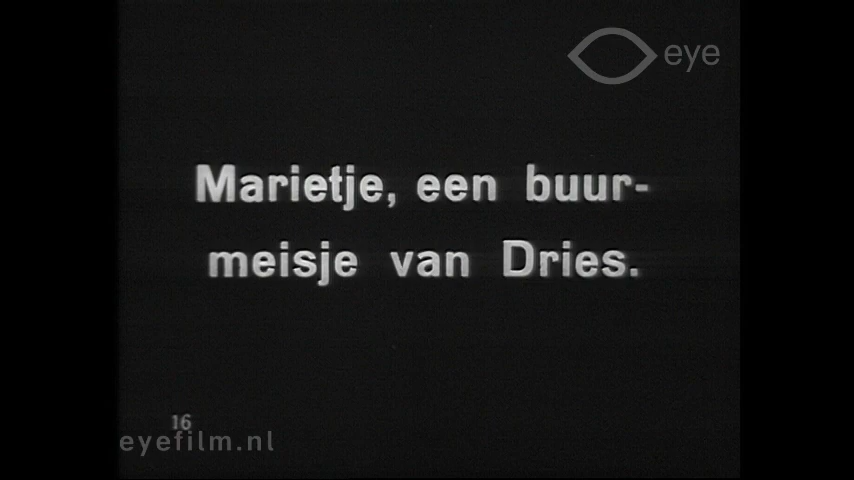 eye
Marietje, een buur-
meisje van Dries.
16
eyefilm.nl